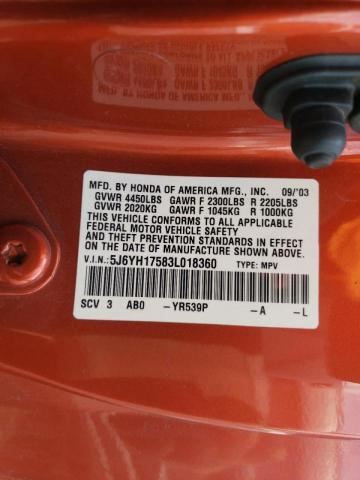 MFD. BY HONDA OF AMERICA MFG., INC. 09/'03
GVWR 4450LBS GAWR F 2300LBS R 2205LBS
GVWR 2020KG GAWR F 1045KG R 1000KG
THIS VEHICLE CONFORMS TO ALL APPLICABLE
FEDERAL MOTOR VEHICLE SAFETY AND THEFT
PREVENTION STANDARDS IN EFFECT ON THE
DATE OF MANUFACTURE SHOWN ABOVE.
V.I.N.: 5J6YH17583L018360 TYPE: MPV
SCV 3 AB0 -YR539P -A -L